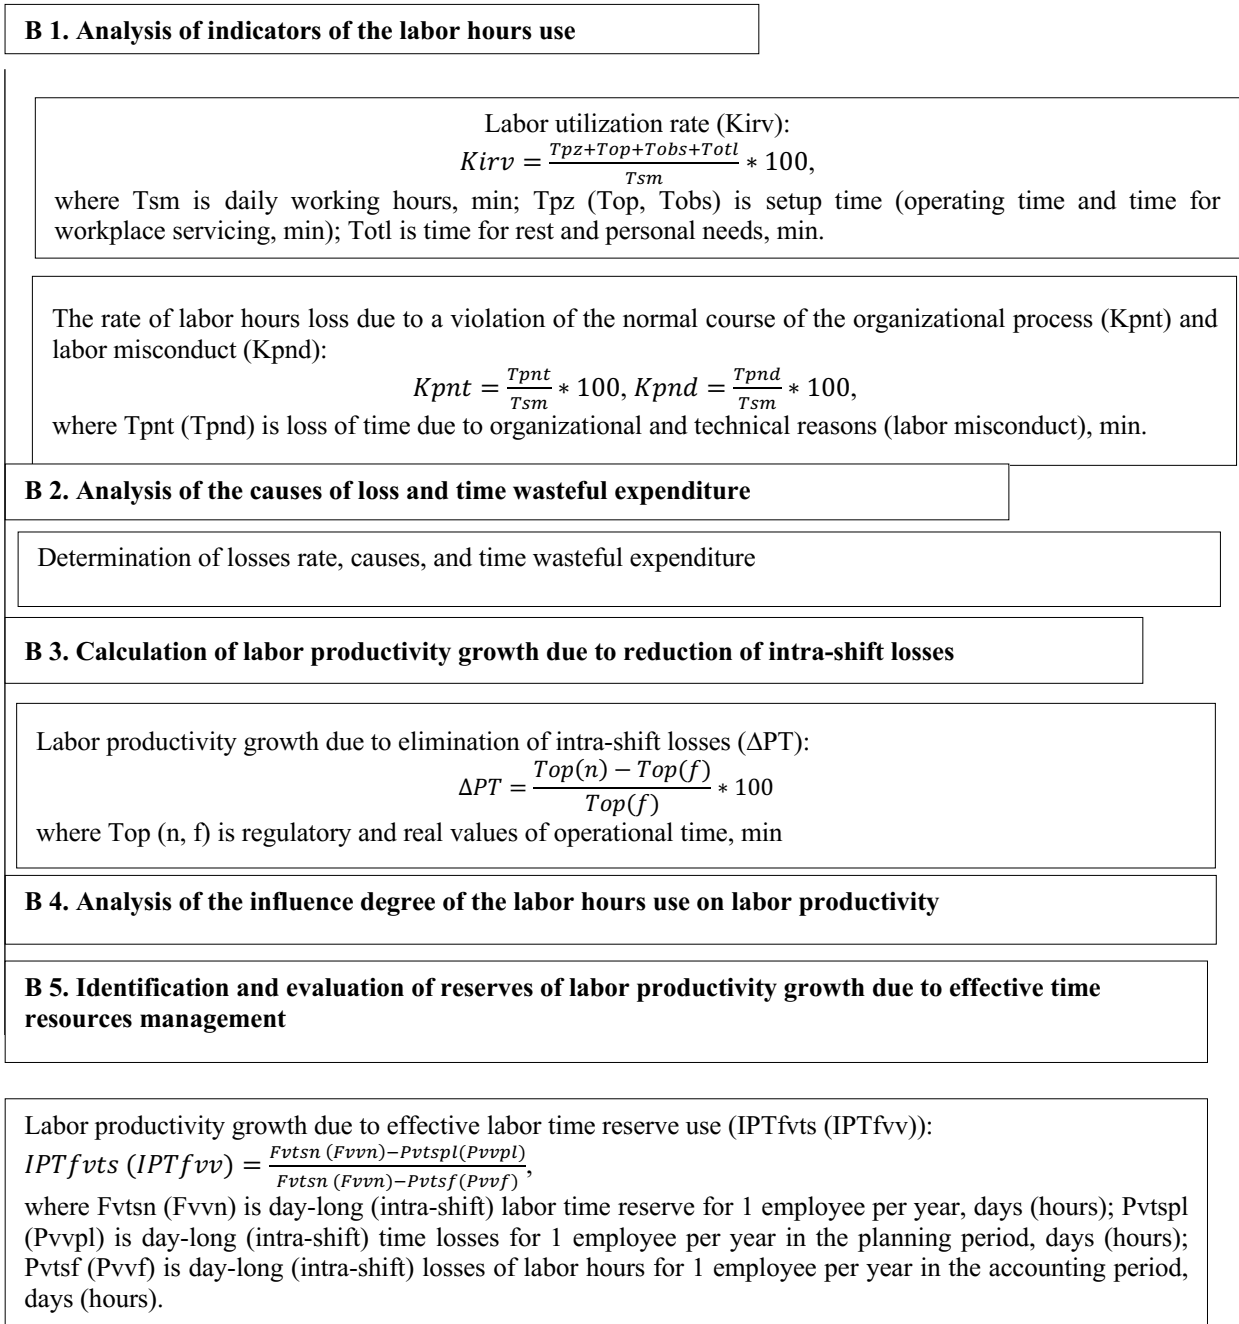 B 1. Analysis of indicators of the labor hours use
Labor utilization rate (Kirv):
Kirv = \frac{Tpz+Top+Tobs+Totl}{Tsm} * 100,
where Tsm is daily working hours, min; Tpz (Top, Tobs) is setup time (operating time and time for
workplace servicing, min); Totl is time for rest and personal needs, min.
The rate of labor hours loss due to a violation of the normal course of the organizational process (Kpnt) and
labor misconduct (Kpnd):
Kpnt = \frac{Tpnt}{Tsm} * 100, Kpnd = \frac{Tpnd}{Tsm} * 100,
where Tpnt (Tpnd) is loss of time due to organizational and technical reasons (labor misconduct), min.
B 2. Analysis of the causes of loss and time wasteful expenditure
Determination of losses rate, causes, and time wasteful expenditure
B 3. Calculation of labor productivity growth due to reduction of intra-shift losses
Labor productivity growth due to elimination of intra-shift losses (ΔPT):
ΔPT = \frac{Top(n) − Top(f)}{Top(f)} * 100
where Top (n, f) is regulatory and real values of operational time, min
B 4. Analysis of the influence degree of the labor hours use on labor productivity
B 5. Identification and evaluation of reserves of labor productivity growth due to effective time
resources management
Labor productivity growth due to effective labor time reserve use (IPTfvts (IPTfvv)):
IPTfvts (IPTfvv) = \frac{Fvtsn (Fvvn)−Pvtspl(Pvvpl)}{Fvtsn (Fvvn)−Pvtsf(Pvvf)},
where Fvtsn (Fvvn) is day-long (intra-shift) labor time reserve for 1 employee per year, days (hours); Pvtspl
(Pvvpl) is day-long (intra-shift) time losses for 1 employee per year in the planning period, days (hours);
Pvtsf (Pvvf) is day-long (intra-shift) losses of labor hours for 1 employee per year in the accounting period,
days (hours).